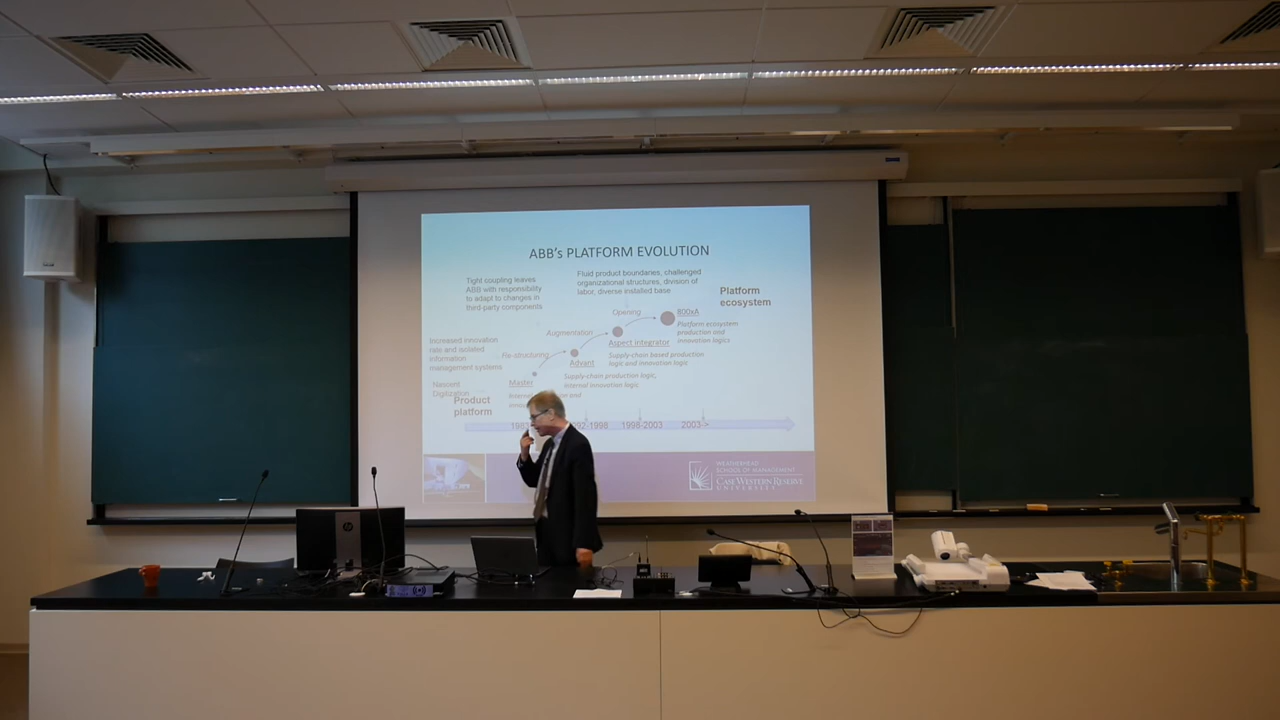 ABB's PLATFORM EVOLUTION
Tight coupling leaves
ABB with responsibility
to adapt to changes in
third-party components
Fluid product boundaries, challenged
organizational structures, division of
labor, diverse installed base
Platform
ecosystem
Opening
800xA
Platform ecosystem
production and
innovation logics
Augmentation
Aspect integrator
Supply-chain based production
logic and innovation logic
Increased innovation
rate and isolated
information
management systems
Re-structuring
Advant
Supply-chain production logic,
internal innovation logic
Nascent
Digitization
Master
Product
platform
1998-2003
2003->
WEATHERHEAD
SCHOOL OF MANAGEMENT
CASE WESTERN RESERVE
UNIVERSITY
hp